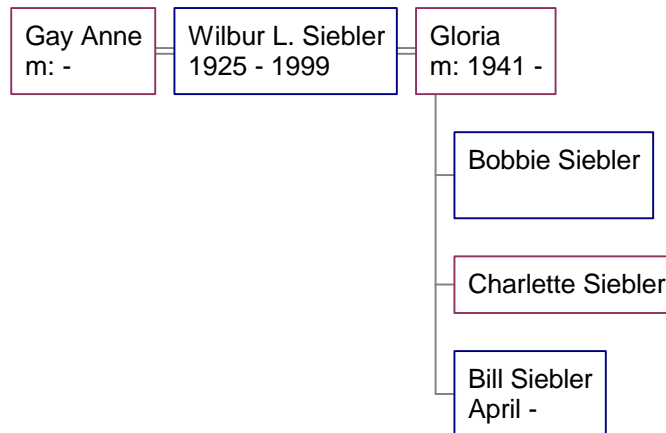 Gay Anne
m: -
Wilbur L. Siebler
1925 - 1999
Gloria
m: 1941 -
Bobbie Siebler
Charlette Siebler
Bill Siebler
April -